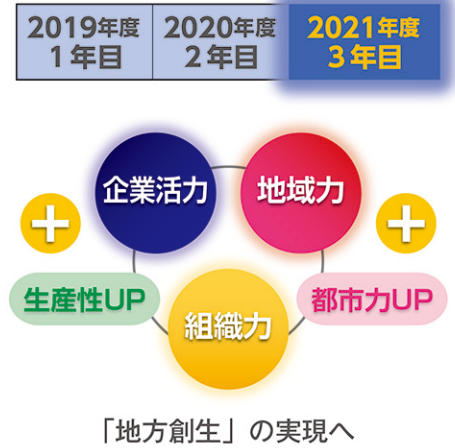 2019年度
1年目
2020年度
2年目
2021年度
3年目
企業活力
地域力
+
+
生産性UP
都市力UP
組織力
「地方創生」の実現へ